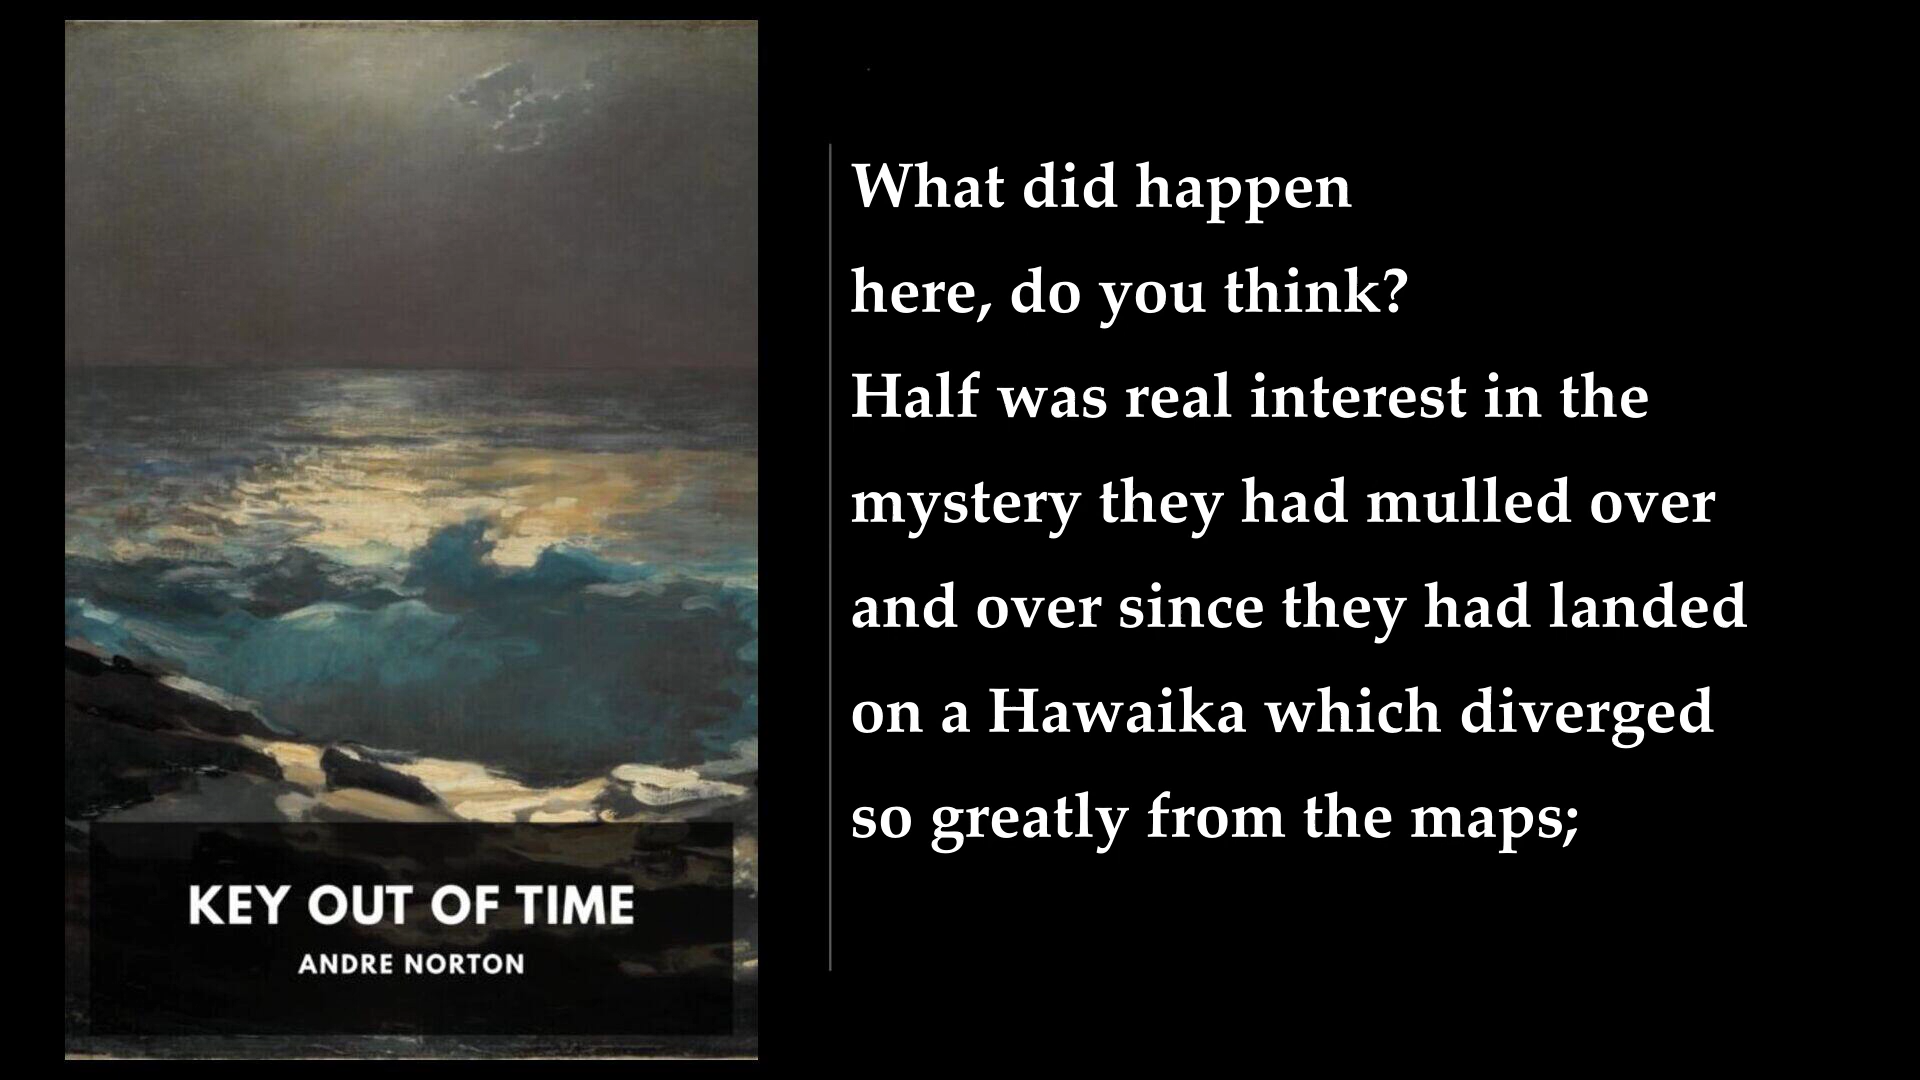 What did happen
here, do you think?
Half was real interest in the
mystery they had mulled over
and over since they had landed
on a Hawaika which diverged
so greatly from the maps;
KEY OUT OF TIME
ANDRE NORTON